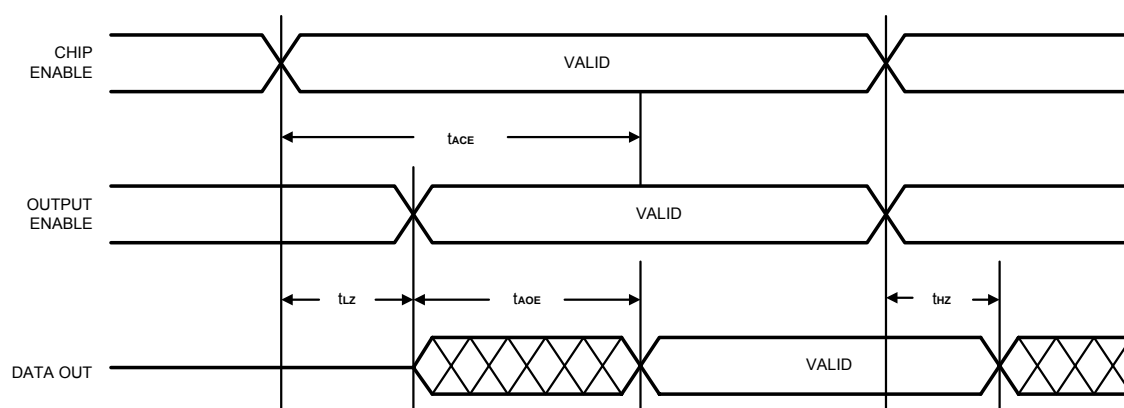 CHIP
ENABLE
VALID
tACE
OUTPUT
ENABLE
VALID
tLZ
tAOE
tHZ
DATA OUT
VALID